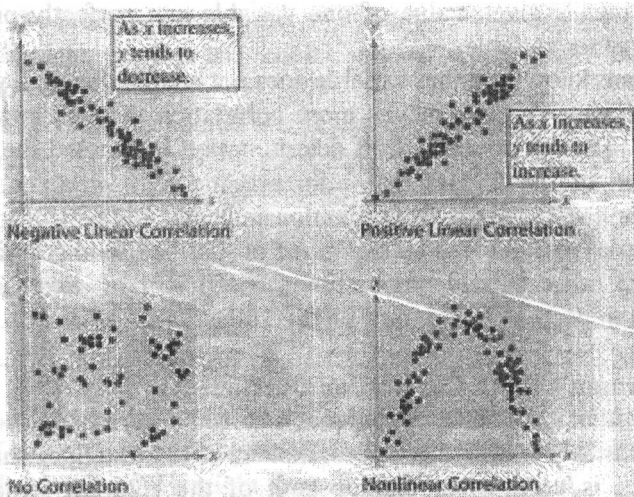 y
As x increases,
y tends to
decrease.
x
Negative Linear Correlation
y
As x increases,
y tends to
increase.
x
Positive Linear Correlation
y
x
No Correlation
y
x
Nonlinear Correlation